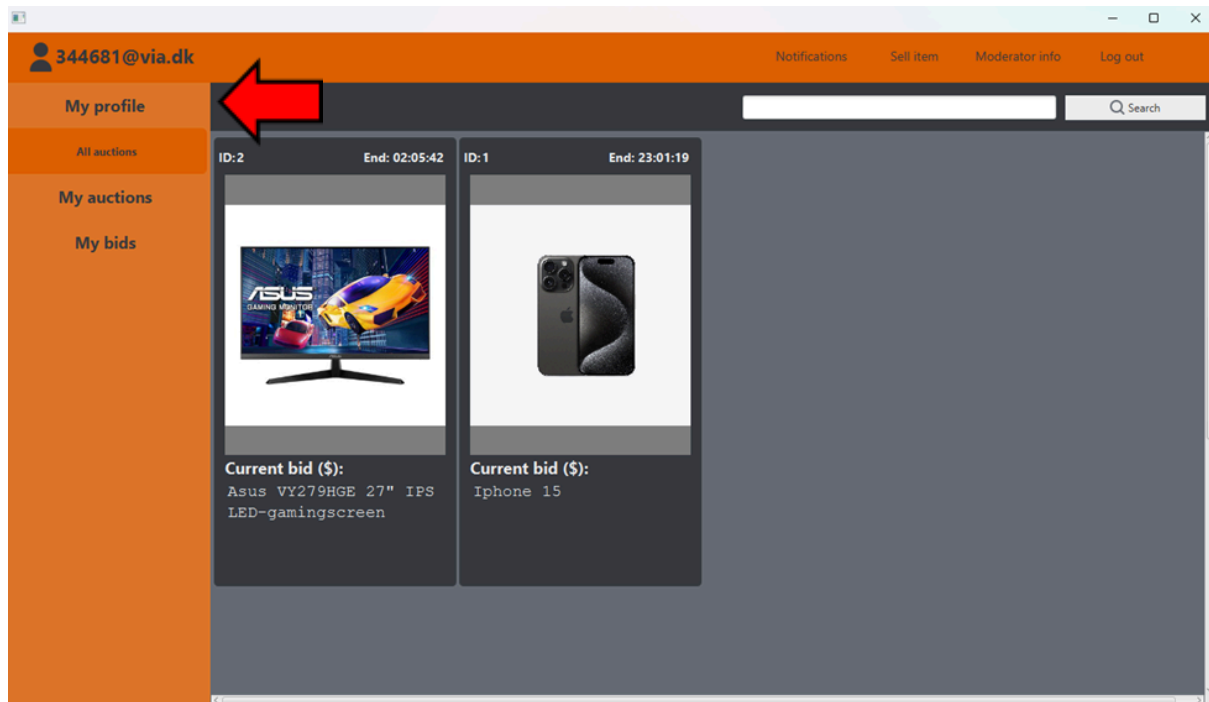 344681@via.dk
Notifications
Sell item
Moderator info
Log out
My profile
Search
All auctions
My auctions
My bids
ID:2
End: 02:05:42
ASUS
GAMING MONITOR
Current bid ($):
Asus VY279HGE 27" IPS
LED-gamingscreen
ID:1
End: 23:01:19
Current bid ($):
Iphone 15